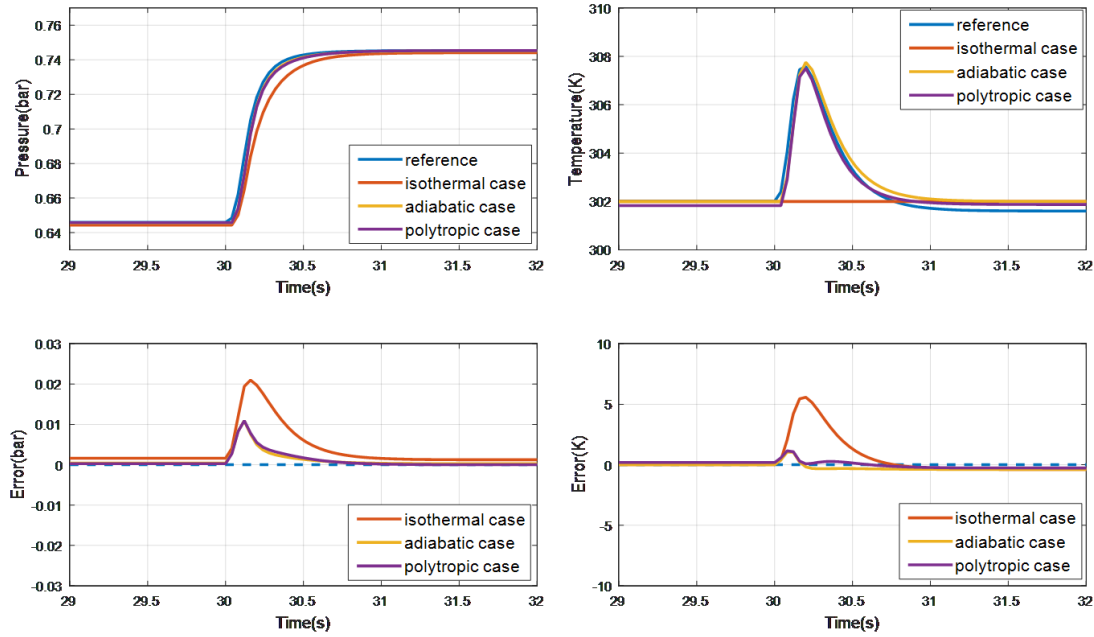 0.76
0.74
0.72
0.7
0.68
0.66
0.64
Pressure(bar)
29 29.5 30 30.5 31 31.5 32
Time(s)
reference
isothermal case
adiabatic case
polytropic case
310
308
306
304
302
300
Temperature(K)
29 29.5 30 30.5 31 31.5 32
Time(s)
reference
isothermal case
adiabatic case
polytropic case
0.03
0.02
0.01
0
-0.01
-0.02
-0.03
Error(bar)
29 29.5 30 30.5 31 31.5 32
Time(s)
isothermal case
adiabatic case
polytropic case
10
5
0
-5
-10
Error(K)
29 29.5 30 30.5 31 31.5 32
Time(s)
isothermal case
adiabatic case
polytropic case